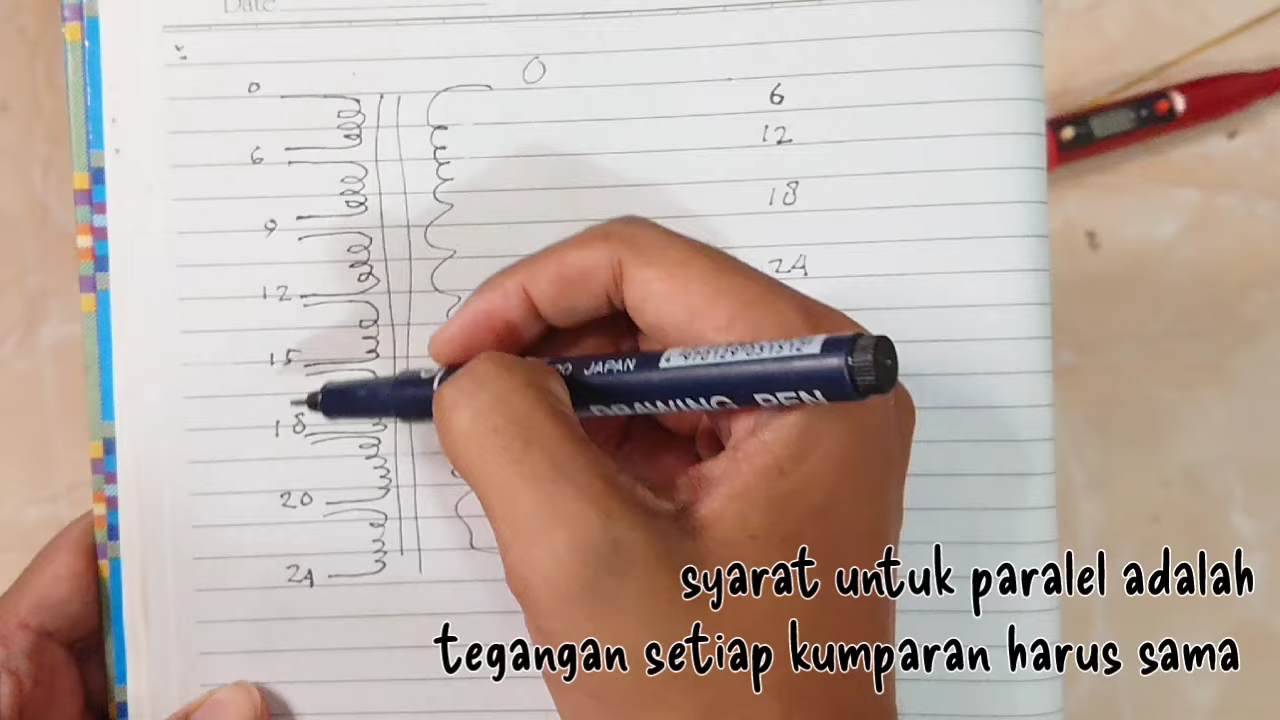 Date
0
0
6
6
12
9
18
12
24
15
18
20
24
JAPAN
DRAWING PEN
syarat untuk paralel adalah
tegangan setiap kumparan harus sama